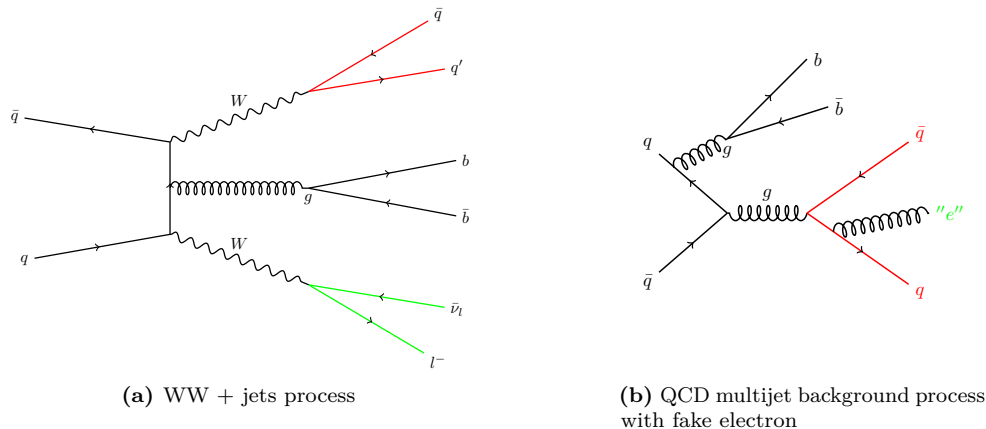 q̄
q′
W
q̄
b
g
b̄
W
q
ν̄_l
l⁻
(a) WW + jets process
b
b̄
q
g
q̄
g
"e"
q̄
q
(b) QCD multijet background process
with fake electron